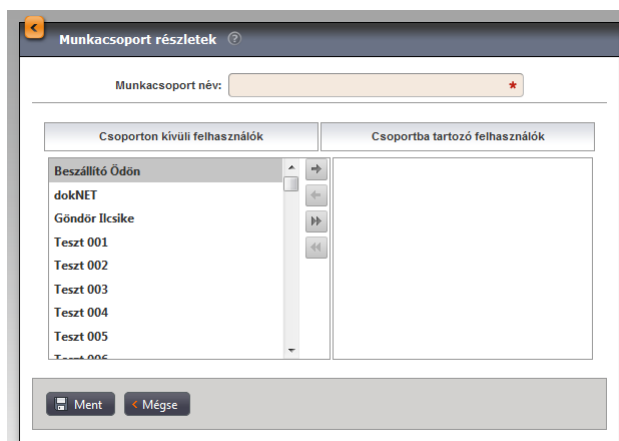 Munkacsoport részletek ?
Munkacsoport név: *
Csoporton kívüli felhasználók Csoportba tartozó felhasználók
Beszállító Ödön
dokNET
Göndör Ilcsike
Teszt 001
Teszt 002
Teszt 003
Teszt 004
Teszt 005
Ment Mégse